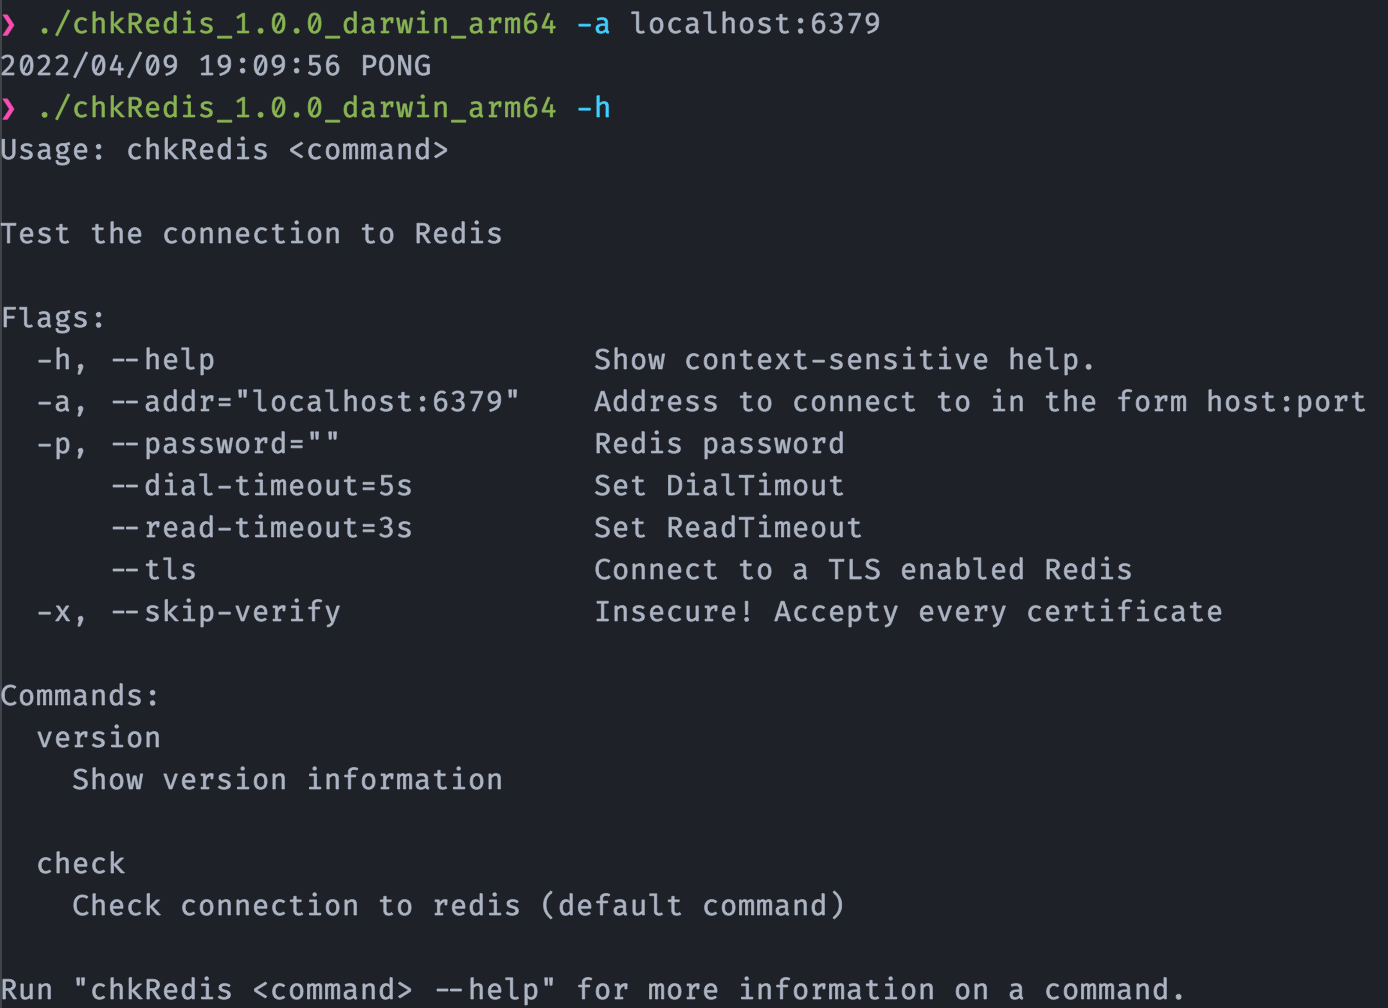 ❯ ./chkRedis_1.0.0_darwin_arm64 -a localhost:6379
2022/04/09 19:09:56 PONG
❯ ./chkRedis_1.0.0_darwin_arm64 -h
Usage: chkRedis <command>

Test the connection to Redis

Flags:
  -h, --help                     Show context-sensitive help.
  -a, --addr="localhost:6379"    Address to connect to in the form host:port
  -p, --password=""              Redis password
      --dial-timeout=5s          Set DialTimout
      --read-timeout=3s          Set ReadTimeout
      --tls                      Connect to a TLS enabled Redis
  -x, --skip-verify              Insecure! Accepty every certificate

Commands:
  version
    Show version information

  check
    Check connection to redis (default command)

Run "chkRedis <command> --help" for more information on a command.